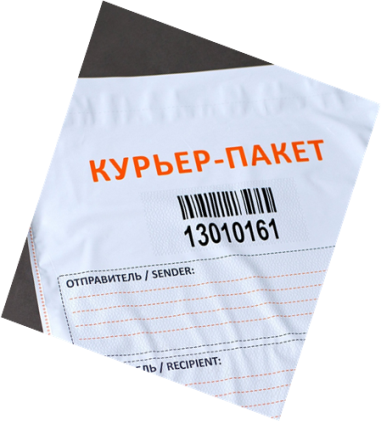 КУРЬЕР-ПАКЕТ
13010161
ОТПРАВИТЕЛЬ / SENDER:
/ RECIPIENT: